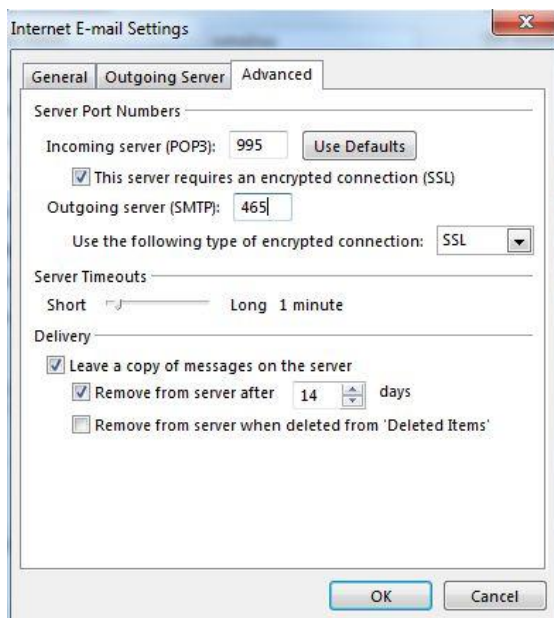 Internet E-mail Settings
General Outgoing Server Advanced
Server Port Numbers
Incoming server (POP3): 995 Use Defaults
This server requires an encrypted connection (SSL)
Outgoing server (SMTP): 465
Use the following type of encrypted connection: SSL
Server Timeouts
Short Long 1 minute
Delivery
Leave a copy of messages on the server
Remove from server after 14 days
Remove from server when deleted from 'Deleted Items'
OK Cancel